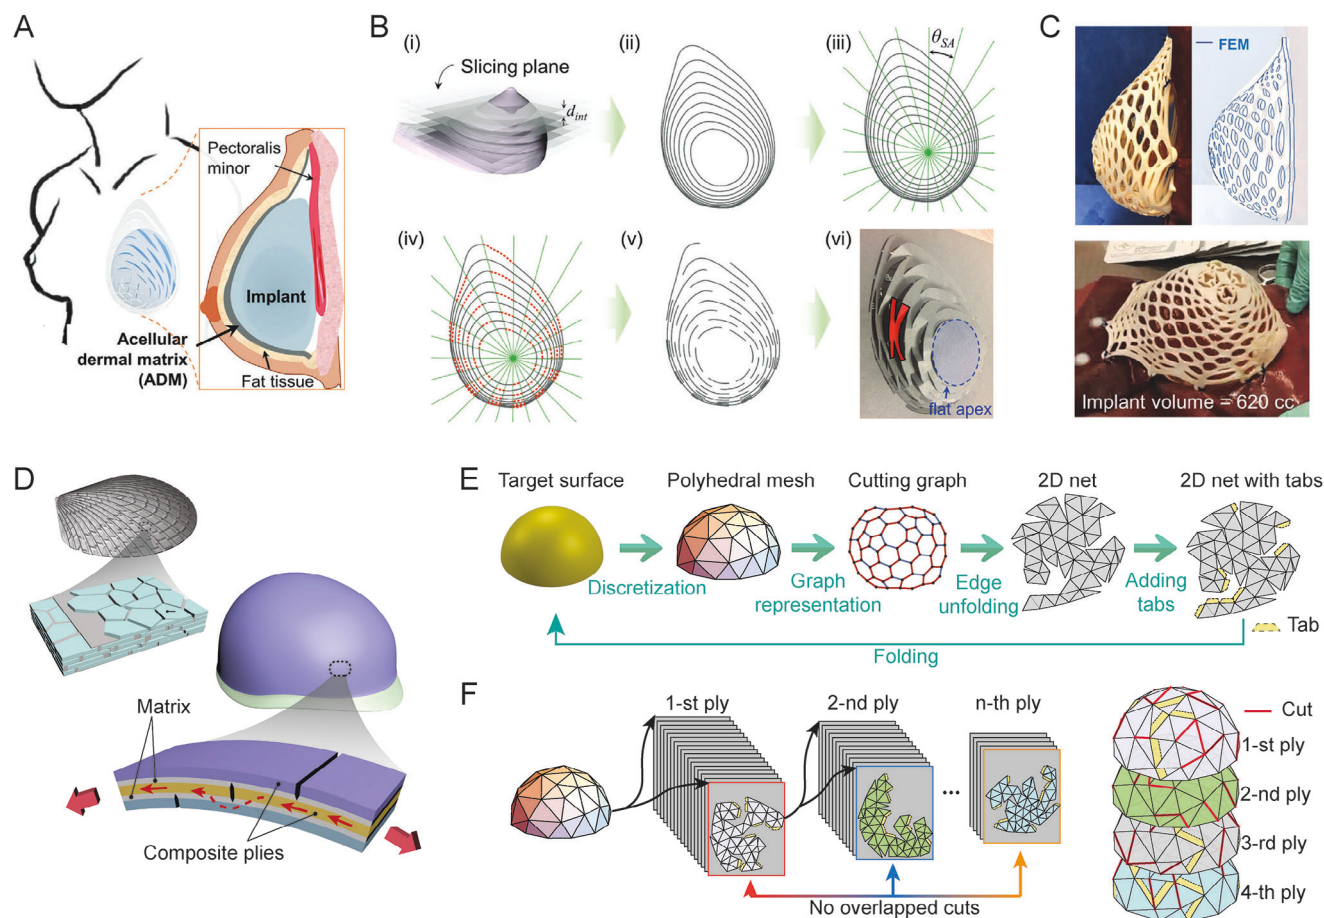 A
Pectoralis
minor
Implant
Acellular
dermal matrix
(ADM)
Fat tissue
B
(i)
Slicing plane
d_int
(ii)
(iii)
θ_SA
(iv)
(v)
(vi)
flat apex
C
FEM
Implant volume = 620 cc
D
Matrix
Composite plies
E
Target surface
Polyhedral mesh
Cutting graph
2D net
2D net with tabs
Discretization
Graph
representation
Edge
unfolding
Adding
tabs
Tab
Folding
F
1-st ply
2-nd ply
n-th ply
...
No overlapped cuts
Cut
1-st ply
2-nd ply
3-rd ply
4-th ply